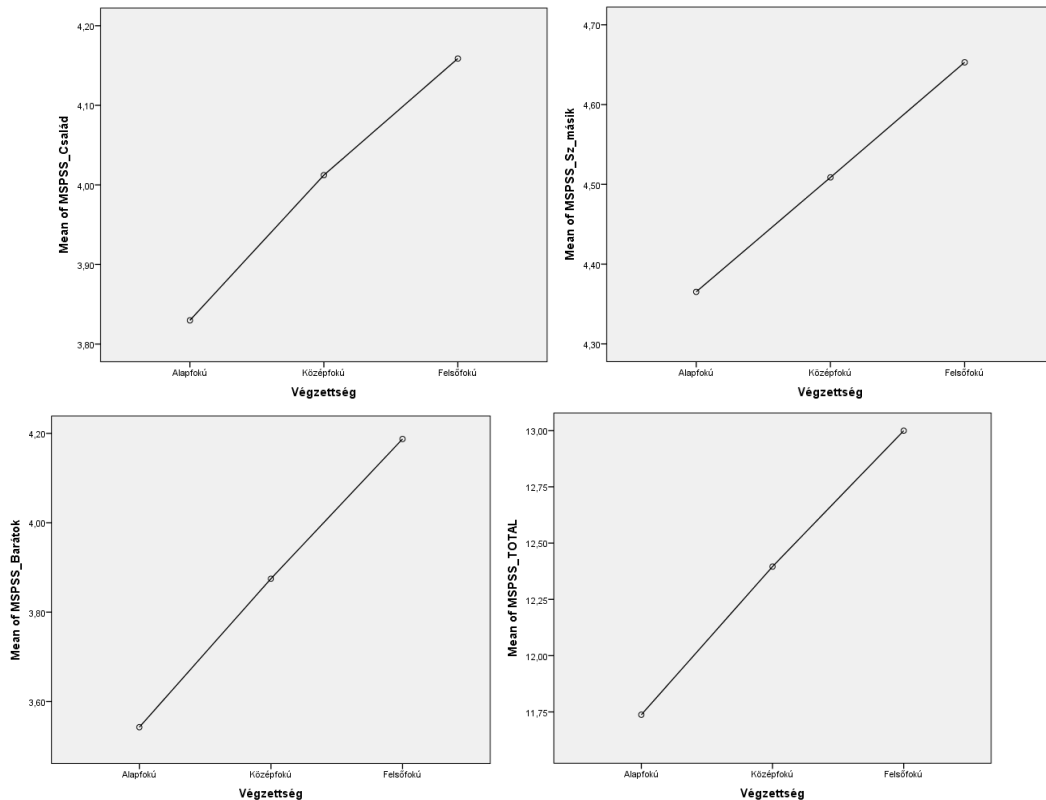 Mean of MSPSS_Család
4,20
4,10
4,00
3,90
3,80
Alapfokú Középfokú Felsőfokú
Végzettség
Mean of MSPSS_Sz_másik
4,70
4,60
4,50
4,40
4,30
Alapfokú Középfokú Felsőfokú
Végzettség
Mean of MSPSS_Barátok
4,20
4,00
3,80
3,60
Alapfokú Középfokú Felsőfokú
Végzettség
Mean of MSPSS_TOTAL
13,00
12,75
12,50
12,25
12,00
11,75
Alapfokú Középfokú Felsőfokú
Végzettség